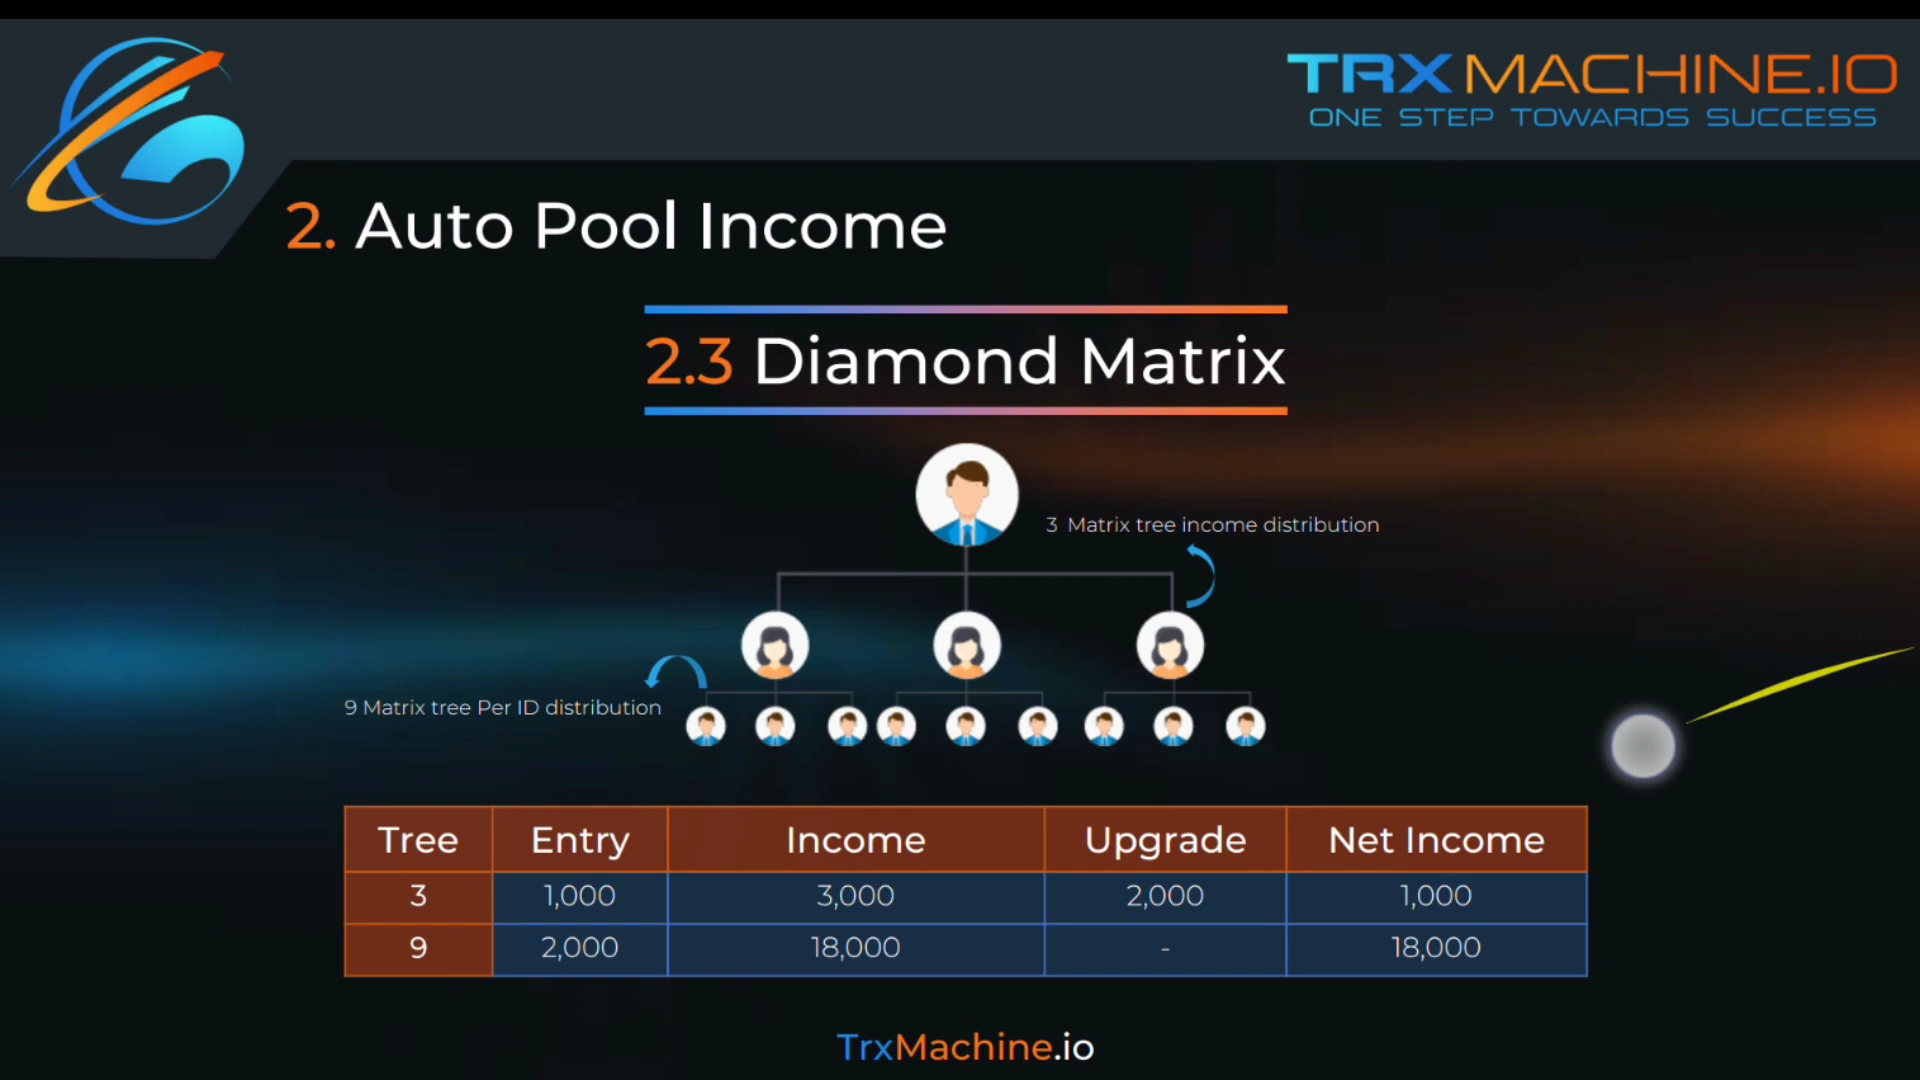 TRX MACHINE.IO
ONE STEP TOWARDS SUCCESS
2. Auto Pool Income
2.3 Diamond Matrix
3 Matrix tree income distribution
9 Matrix tree Per ID distribution
Tree Entry Income Upgrade Net Income
3 1,000 3,000 2,000 1,000
9 2,000 18,000 - 18,000
TrxMachine.io